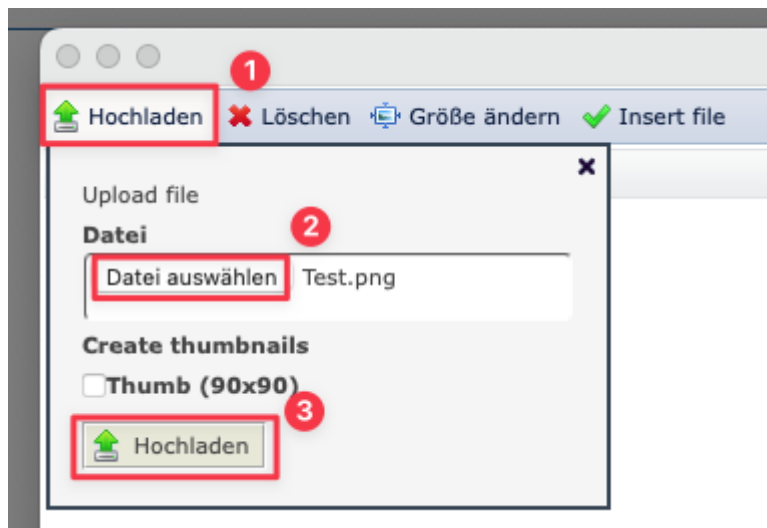 1
Hochladen Löschen Größe ändern Insert file
Upload file
Datei
2
Datei auswählen Test.png
Create thumbnails
Thumb (90x90)
3
Hochladen